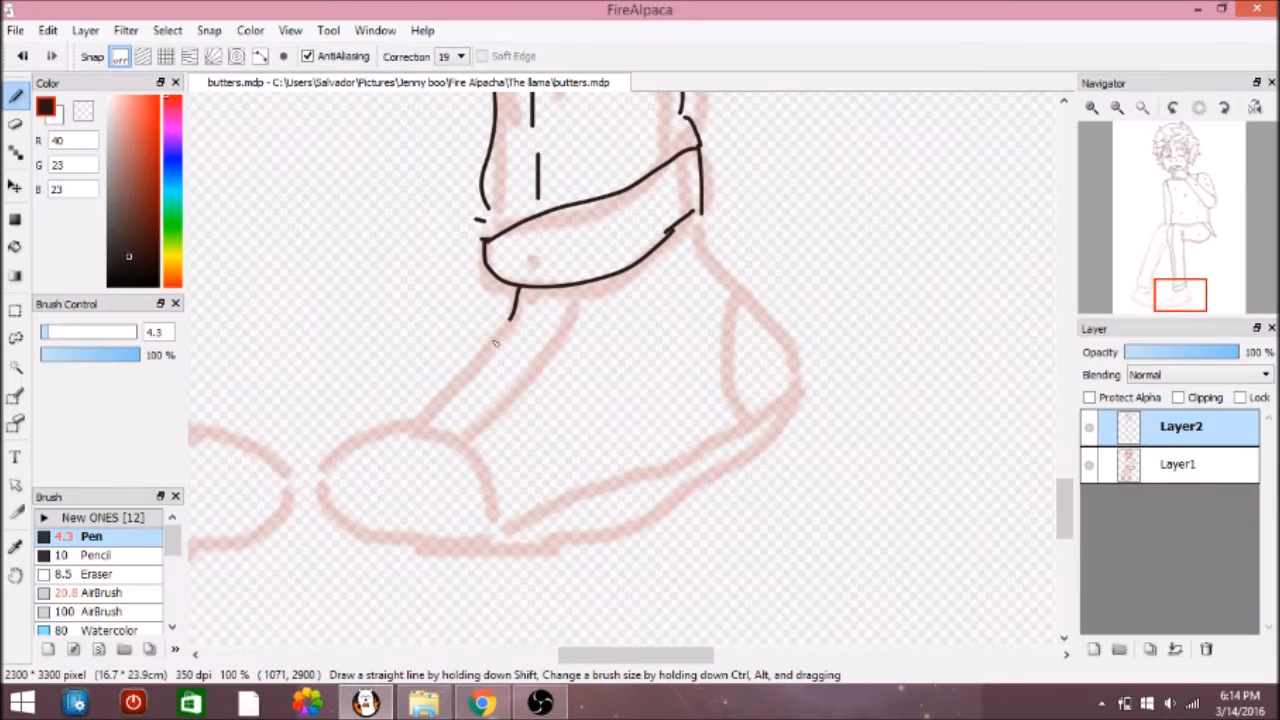 FireAlpaca
File Edit Layer Filter Select Snap Color View Tool Window Help
Snap off AntiAliasing Correction 19 Soft Edge
Color
butters.mdp - C:\Users\Salvador\Pictures\Jenny boo\Fire Alpacha\The llama\butters.mdp
Navigator
R 40
G 23
B 23
Brush Control
4.3
100 %
Layer
Opacity 100 %
Blending Normal
Protect Alpha Clipping Lock
Layer2
Layer1
Brush
New ONES [12]
4.3 Pen
10 Pencil
8.5 Eraser
20.8 AirBrush
100 AirBrush
80 Watercolor
2300 * 3300 pixel (16.7 * 23.9cm) 350 dpi 100 % ( 1071, 2900 ) Draw a straight line by holding down Shift, Change a brush size by holding down Ctrl, Alt, and dragging
6:14 PM
3/14/2016